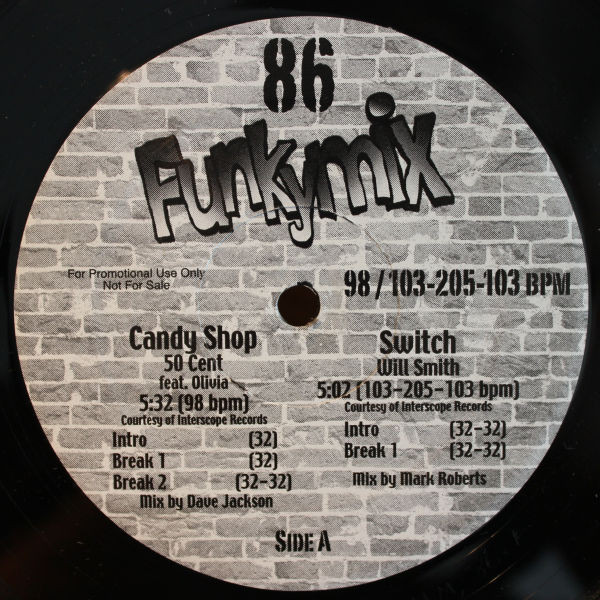 86
Funkymix
For Promotional Use Only
Not For Sale
98 / 103-205-103 BPM
Candy Shop
50 Cent
feat. Olivia
5:32 (98 bpm)
Courtesy of Interscope Records
Intro (32)
Break 1 (32)
Break 2 (32-32)
Mix by Dave Jackson
Switch
Will Smith
5:02 (103-205-103 bpm)
Courtesy of Interscope Records
Intro (32-32)
Break 1 (32-32)
Mix by Mark Roberts
SIDE A